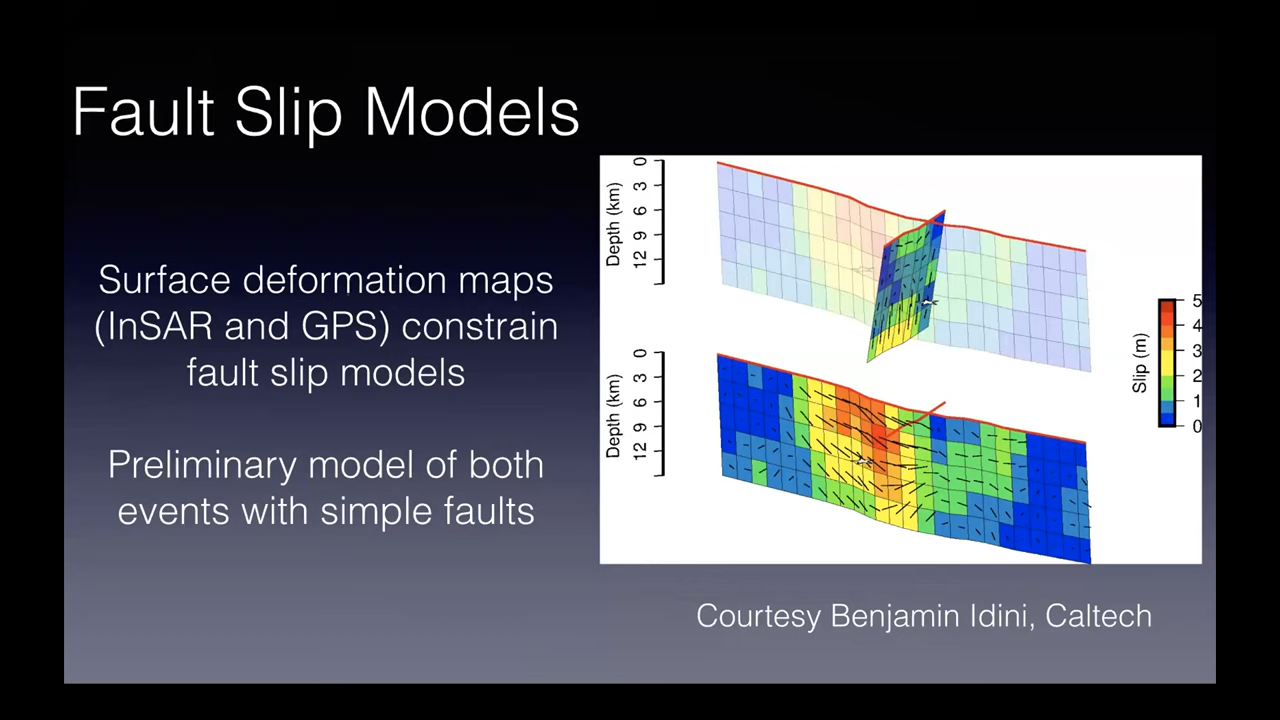 Fault Slip Models
Surface deformation maps
(InSAR and GPS) constrain
fault slip models
Preliminary model of both
events with simple faults
Depth (km)
0
3
6
9
12
Depth (km)
0
3
6
9
12
Slip (m)
5
4
3
2
1
0
Courtesy Benjamin Idini, Caltech